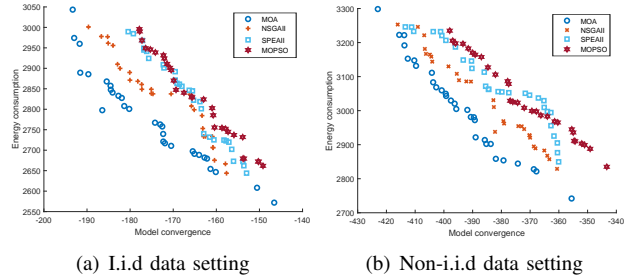 3050
3000
2950
2900
2850
2800
2750
2700
2650
2600
2550
Energy consumption
-200 -190 -180 -170 -160 -150 -140
Model convergence
MOA
NSGAII
SPEAII
MOPSO
(a) I.i.d data setting
3300
3200
3100
3000
2900
2800
2700
Energy consumption
-420 -410 -400 -390 -380 -370 -360 -350 -340
Model convergence
MOA
NSGAII
SPEAII
MOPSO
(b) Non-i.i.d data setting